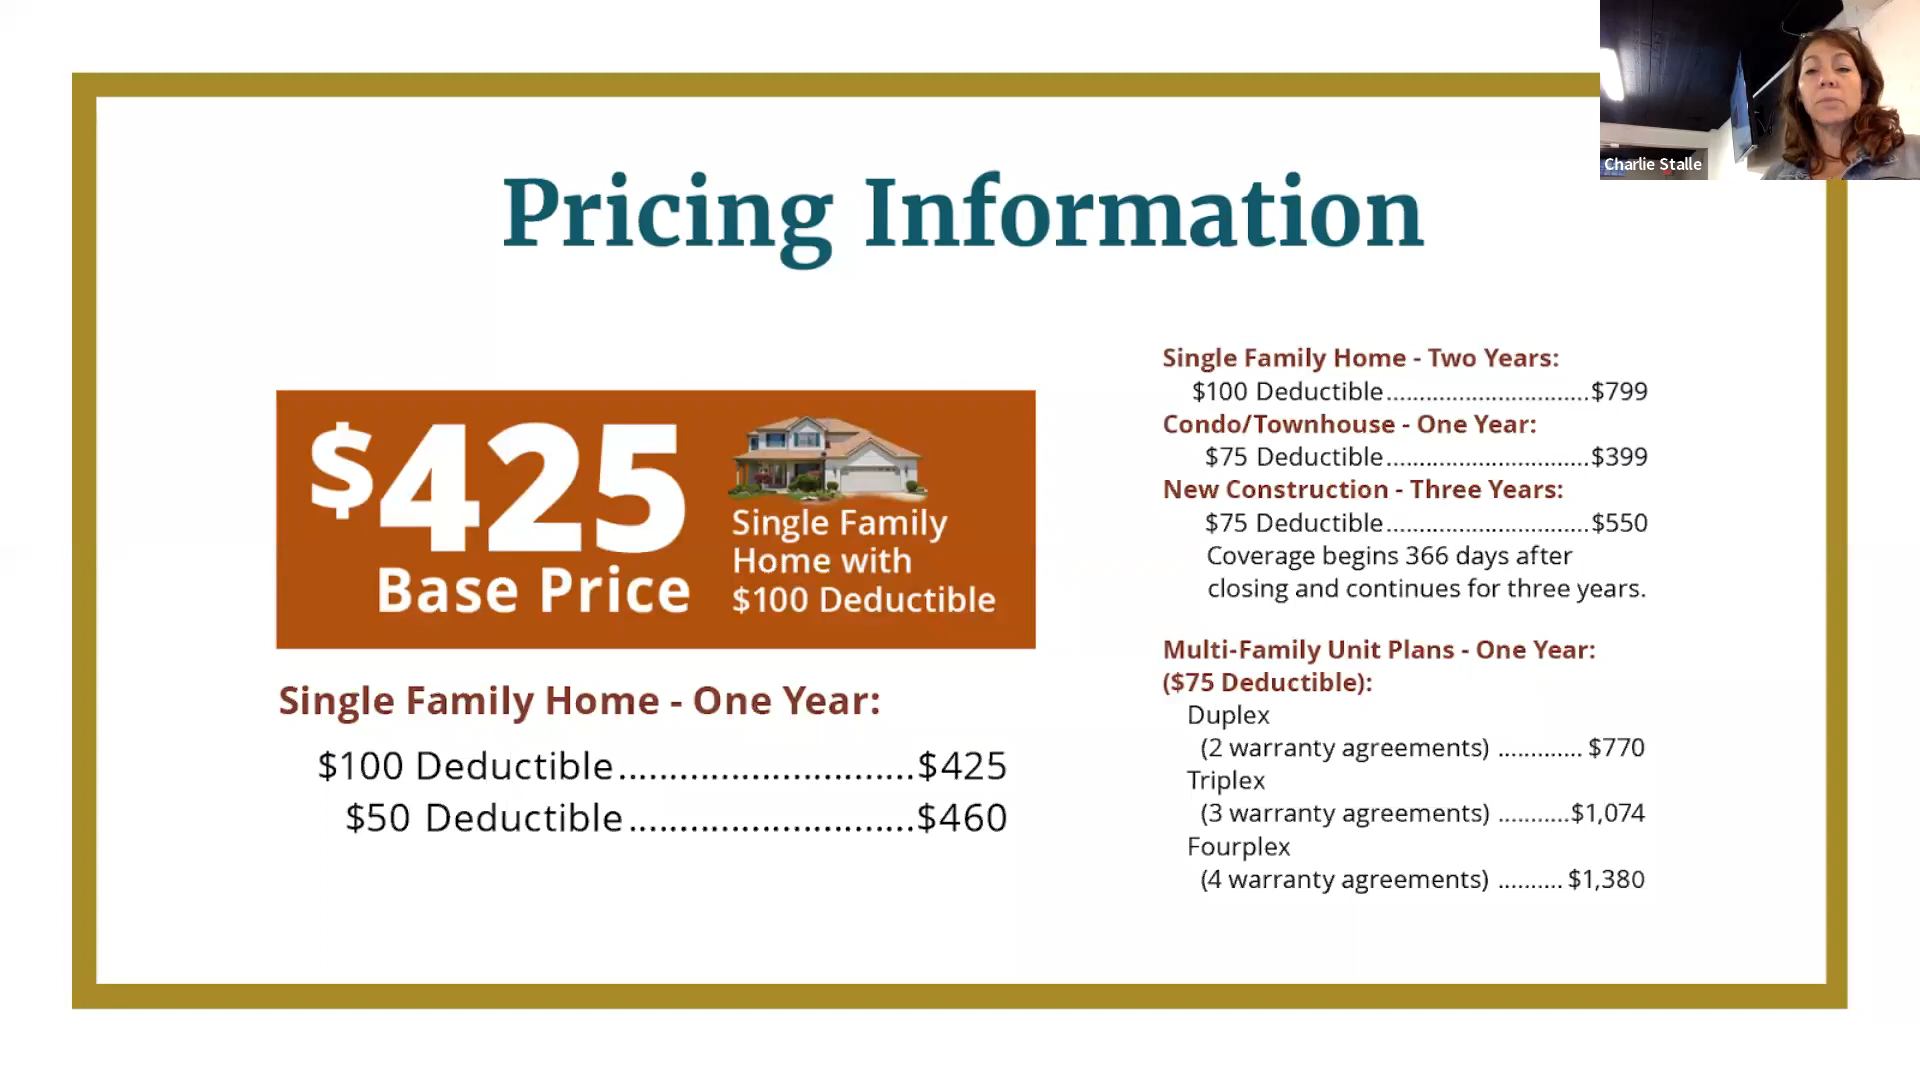 Charlie Stalle
Pricing Information
$425
Base Price
Single Family
Home with
$100 Deductible
Single Family Home - One Year:
$100 Deductible.............................$425
$50 Deductible............................$460
Single Family Home - Two Years:
$100 Deductible..............................$799
Condo/Townhouse - One Year:
$75 Deductible..............................$399
New Construction - Three Years:
$75 Deductible..............................$550
Coverage begins 366 days after
closing and continues for three years.
Multi-Family Unit Plans - One Year:
($75 Deductible):
Duplex
(2 warranty agreements) ............. $770
Triplex
(3 warranty agreements) ...........$1,074
Fourplex
(4 warranty agreements) .......... $1,380